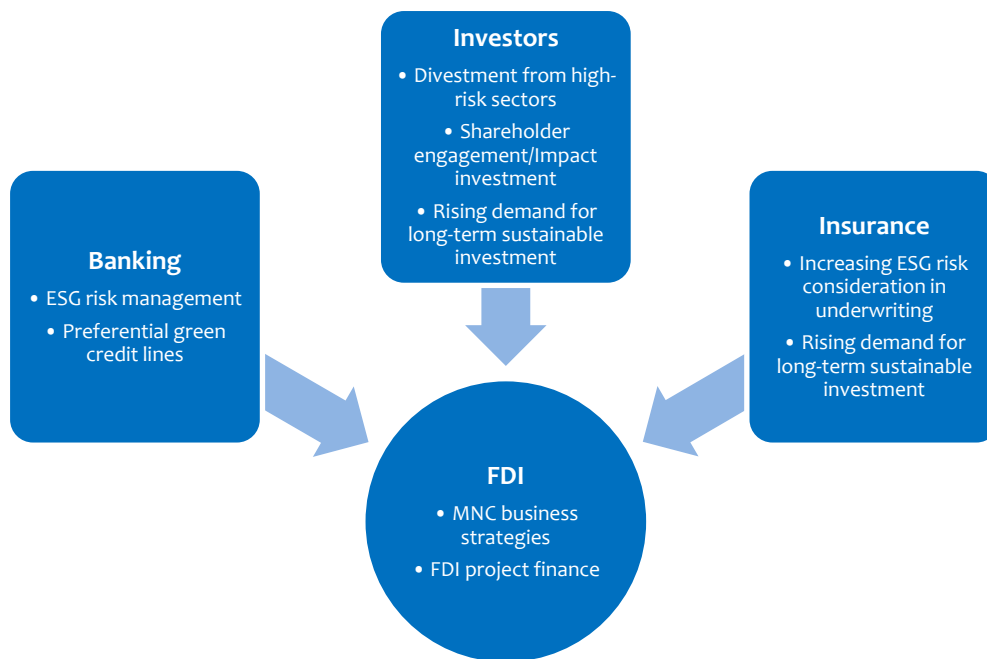 Investors
• Divestment from high-
risk sectors
• Shareholder
engagement/Impact
investment
• Rising demand for
long-term sustainable
investment
Banking
• ESG risk management
• Preferential green
credit lines
Insurance
• Increasing ESG risk
consideration in
underwriting
• Rising demand for
long-term sustainable
investment
FDI
• MNC business
strategies
• FDI project finance